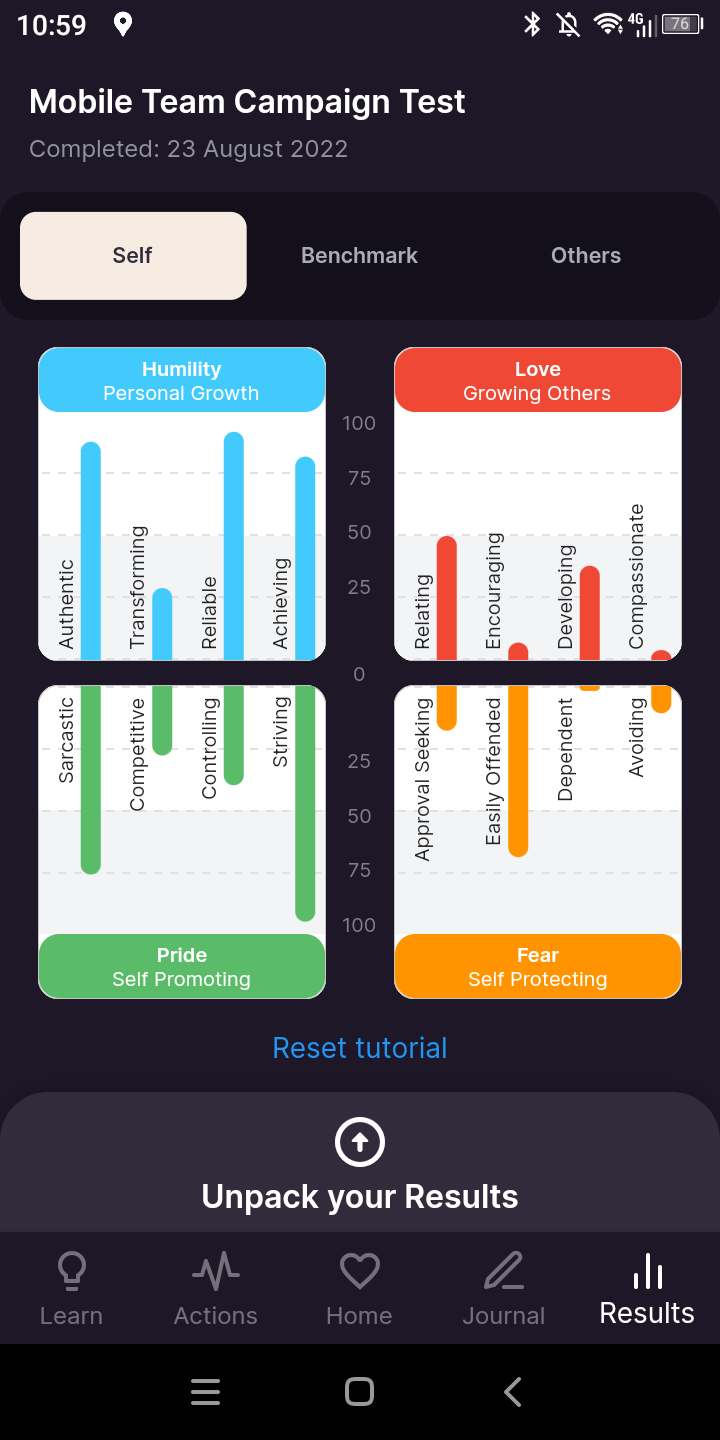 10:59
4G
76
Mobile Team Campaign Test
Completed: 23 August 2022
Self
Benchmark
Others
Humility
Personal Growth
Authentic
Transforming
Reliable
Achieving
Love
Growing Others
Relating
Encouraging
Developing
Compassionate
100
75
50
25
0
25
50
75
100
Sarcastic
Competitive
Controlling
Striving
Pride
Self Promoting
Approval Seeking
Easily Offended
Dependent
Avoiding
Fear
Self Protecting
Reset tutorial
Unpack your Results
Learn
Actions
Home
Journal
Results